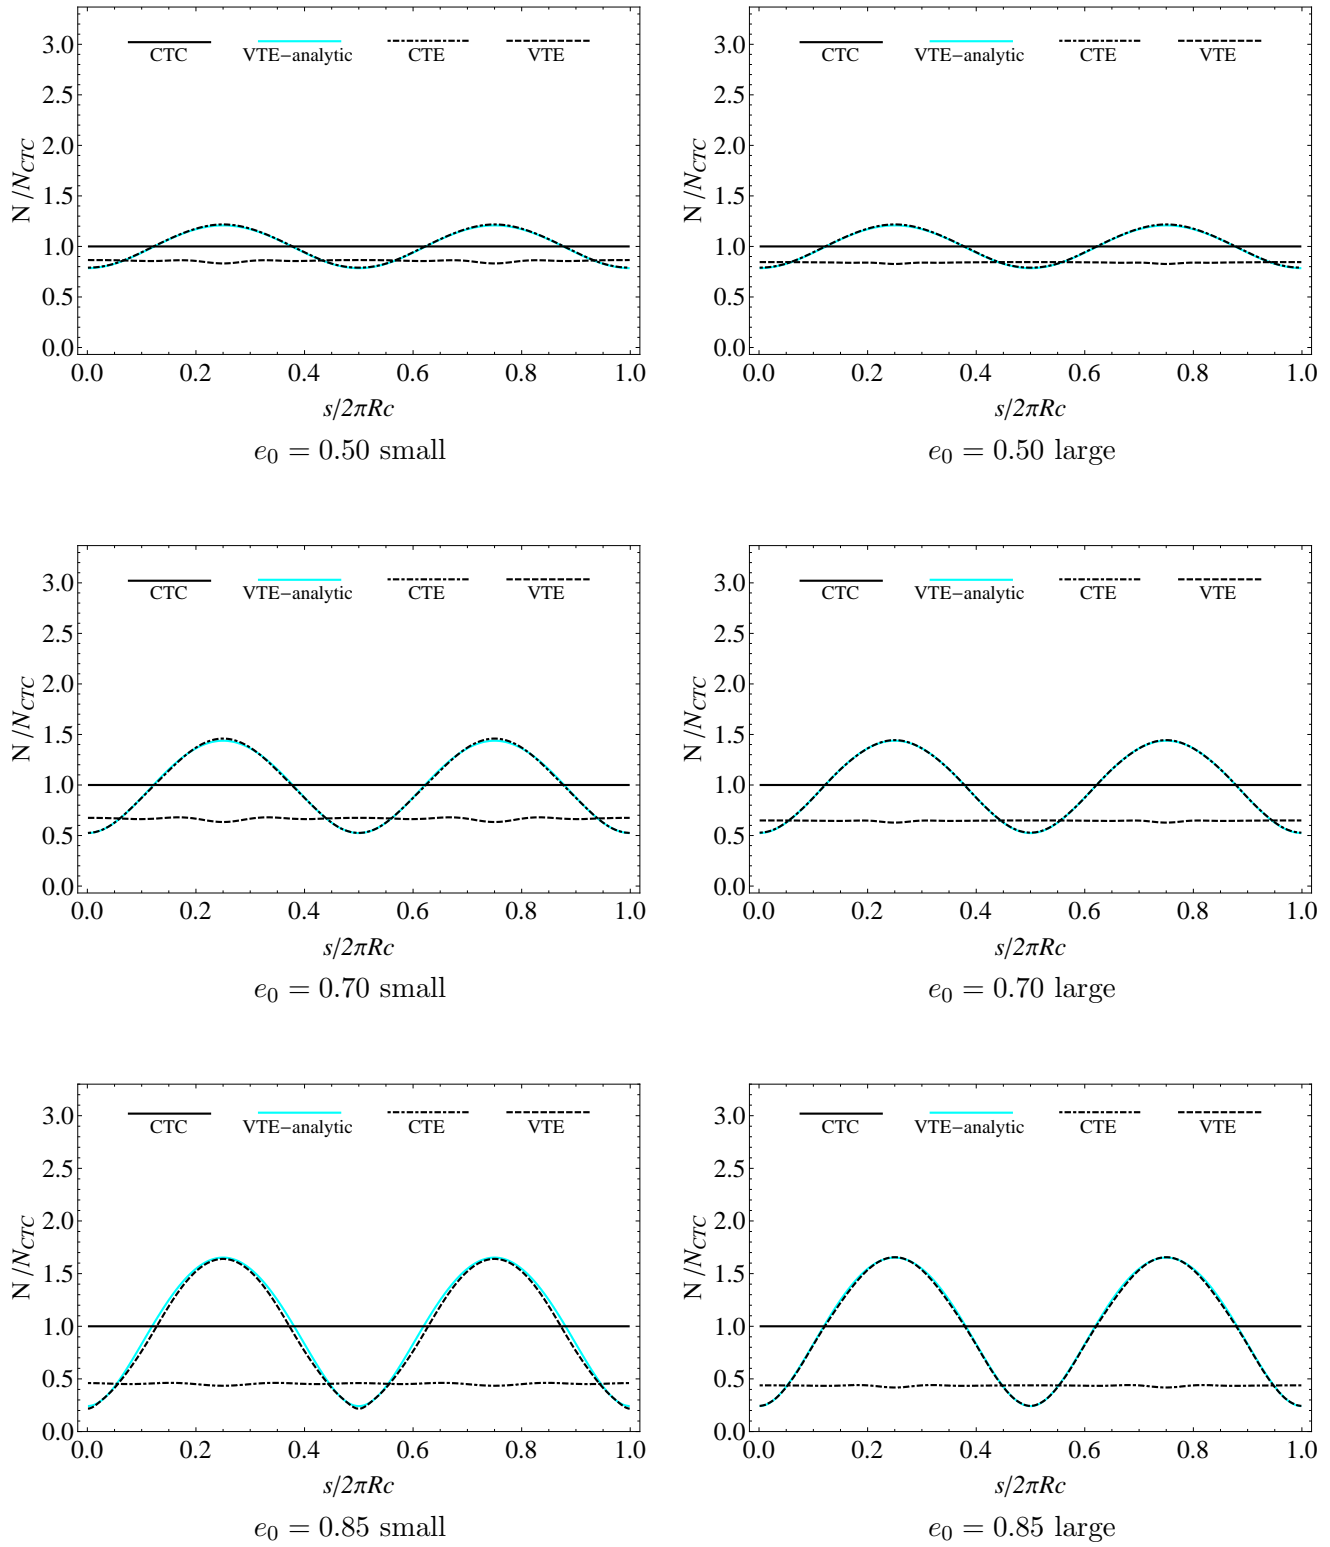 3.0
2.5
2.0
1.5
1.0
0.5
0.0
N /N_CTC
CTC VTE−analytic CTE VTE
0.0 0.2 0.4 0.6 0.8 1.0
s/2πRc
e₀ = 0.50 small
3.0
2.5
2.0
1.5
1.0
0.5
0.0
N /N_CTC
CTC VTE−analytic CTE VTE
0.0 0.2 0.4 0.6 0.8 1.0
s/2πRc
e₀ = 0.50 large
3.0
2.5
2.0
1.5
1.0
0.5
0.0
N /N_CTC
CTC VTE−analytic CTE VTE
0.0 0.2 0.4 0.6 0.8 1.0
s/2πRc
e₀ = 0.70 small
3.0
2.5
2.0
1.5
1.0
0.5
0.0
N /N_CTC
CTC VTE−analytic CTE VTE
0.0 0.2 0.4 0.6 0.8 1.0
s/2πRc
e₀ = 0.70 large
3.0
2.5
2.0
1.5
1.0
0.5
0.0
N /N_CTC
CTC VTE−analytic CTE VTE
0.0 0.2 0.4 0.6 0.8 1.0
s/2πRc
e₀ = 0.85 small
3.0
2.5
2.0
1.5
1.0
0.5
0.0
N /N_CTC
CTC VTE−analytic CTE VTE
0.0 0.2 0.4 0.6 0.8 1.0
s/2πRc
e₀ = 0.85 large